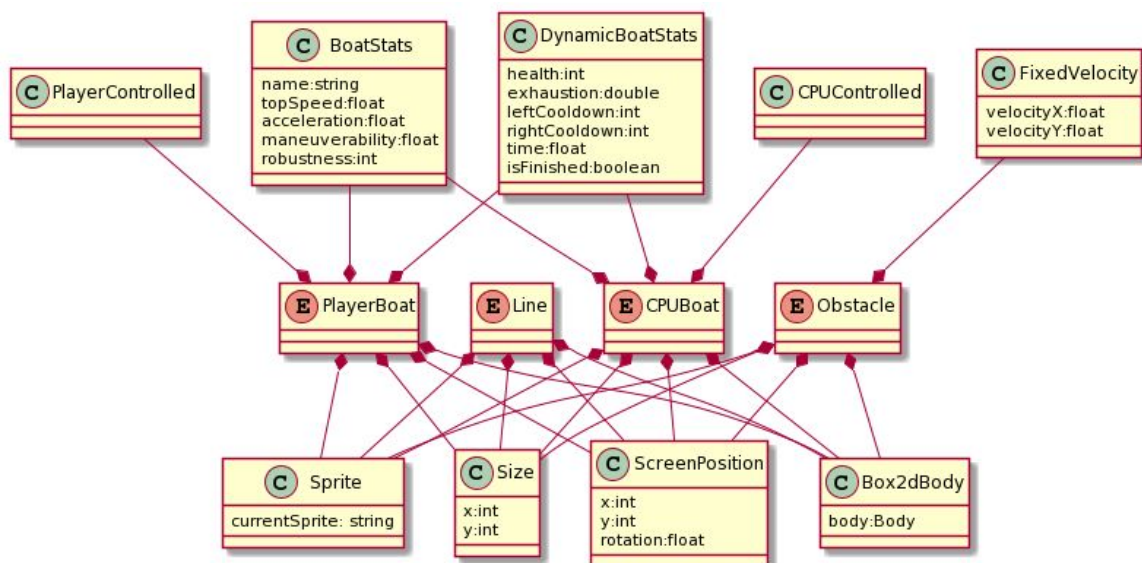 C PlayerControlled
C BoatStats
name:string
topSpeed:float
acceleration:float
maneuverability:float
robustness:int
C DynamicBoatStats
health:int
exhaustion:double
leftCooldown:int
rightCooldown:int
time:float
isFinished:boolean
C CPUControlled
C FixedVelocity
velocityX:float
velocityY:float
E PlayerBoat
E Line
E CPUBoat
E Obstacle
C Sprite
currentSprite: string
C Size
x:int
y:int
C ScreenPosition
x:int
y:int
rotation:float
C Box2dBody
body:Body